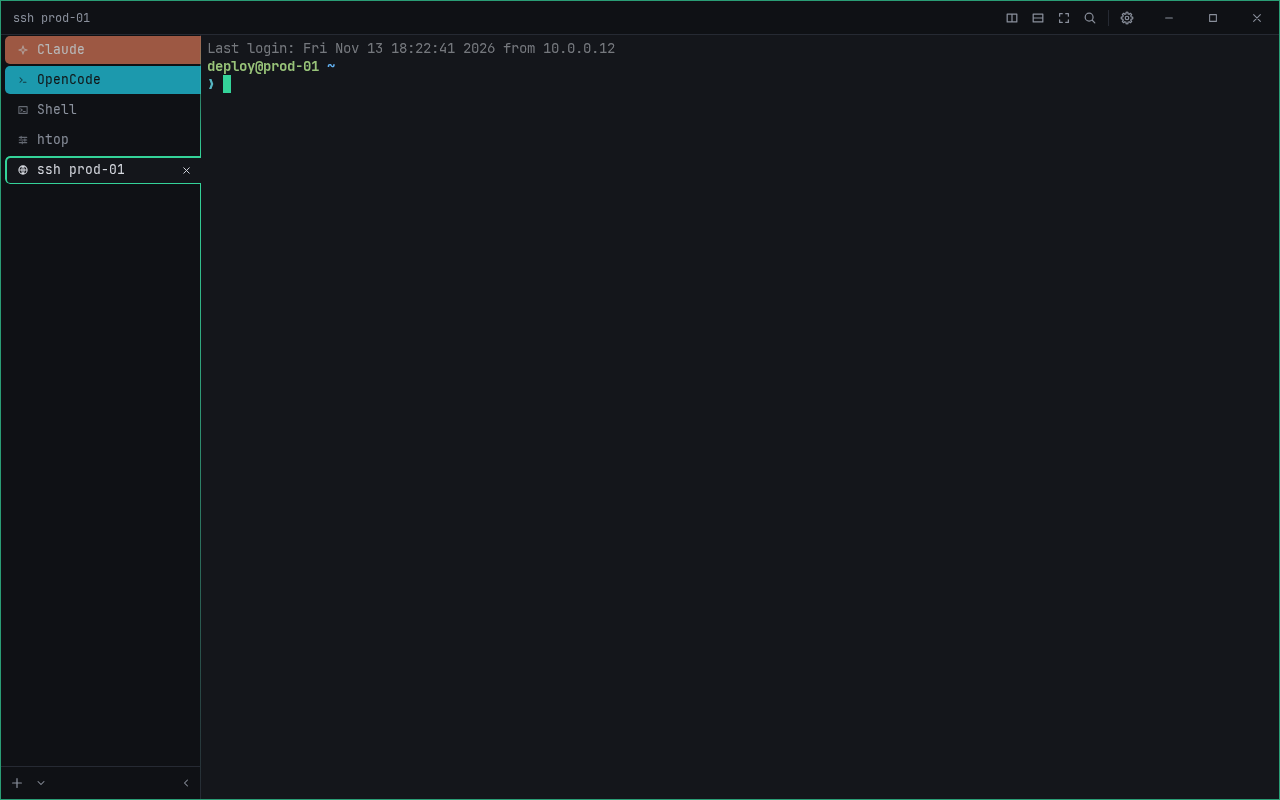 ssh prod-01
Claude
OpenCode
Shell
htop
ssh prod-01
Last login: Fri Nov 13 18:22:41 2026 from 10.0.0.12
deploy@prod-01 ~
❯